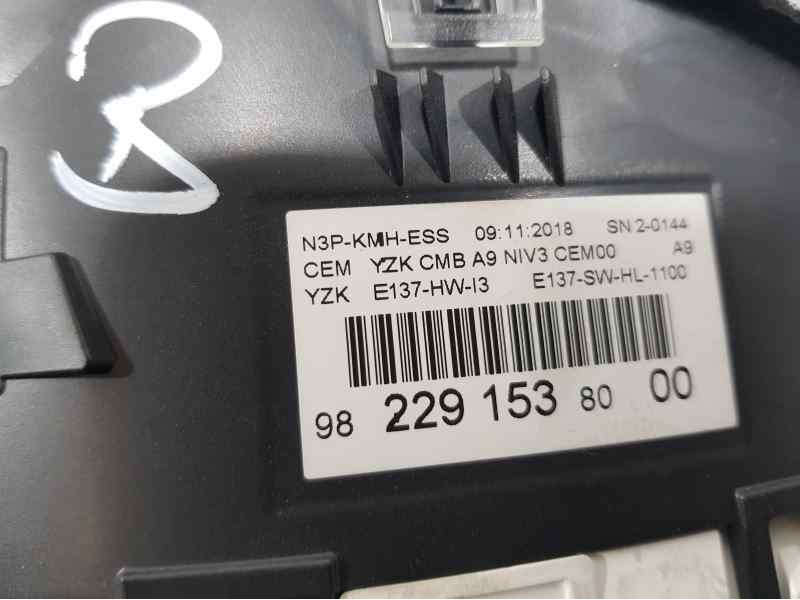 N3P-KMH-ESS 09:11:2018 SN:2-0144
CEM YZK CMB A9 NIV3 CEM00 A9
YZK E137-HW-I3 E137-SW-HL-1100
98 229 153 80 00